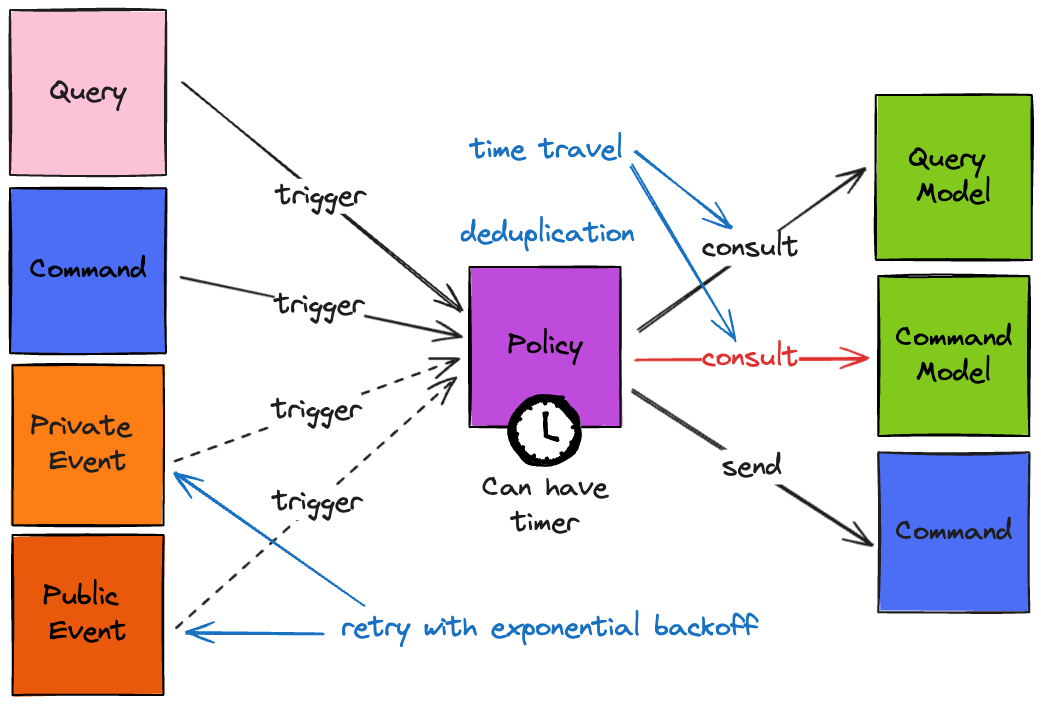 Query
trigger
Command
trigger
Private
Event
trigger
trigger
Public
Event
time travel
deduplication
Policy
Can have
timer
retry with exponential backoff
consult
consult
send
Query
Model
Command
Model
Command